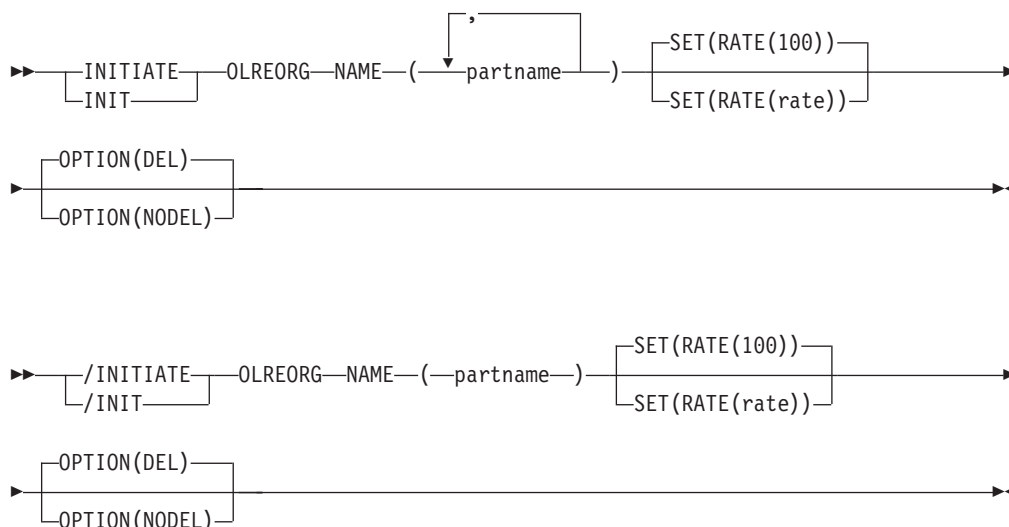 ,
SET(RATE(100))
INITIATE OLREORG NAME ( partname )
INIT SET(RATE(rate))
OPTION(DEL)
OPTION(NODEL)
SET(RATE(100))
/INITIATE OLREORG NAME ( partname )
/INIT SET(RATE(rate))
OPTION(DEL)
OPTION(NODEL)